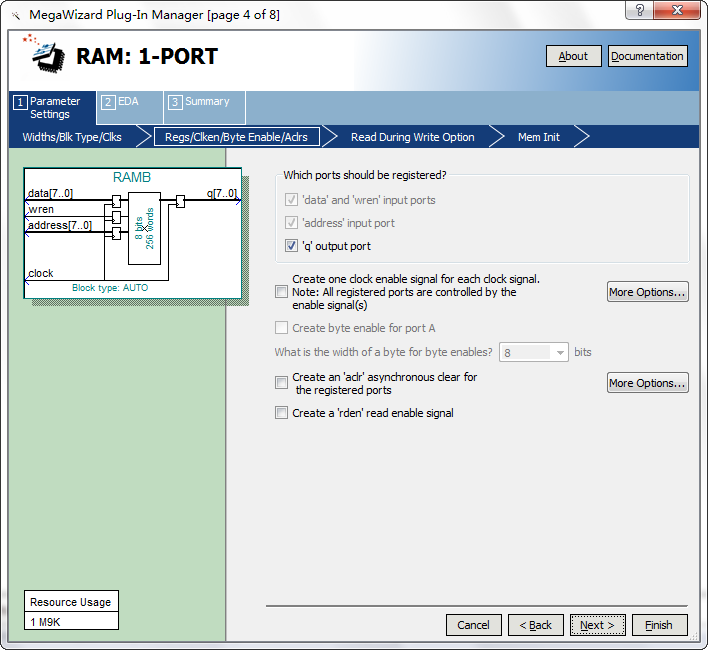 MegaWizard Plug-In Manager [page 4 of 8]
RAM: 1-PORT
About
Documentation
1 Parameter Settings
2 EDA
3 Summary
Widths/Blk Type/Clks
Regs/Clken/Byte Enable/Aclrs
Read During Write Option
Mem Init
RAMB
data[7..0]
q[7..0]
wren
address[7..0]
8 bits
256 words
clock
Block type: AUTO
Which ports should be registered?
'data' and 'wren' input ports
'address' input port
'q' output port
Create one clock enable signal for each clock signal.
Note: All registered ports are controlled by the
enable signal(s)
More Options...
Create byte enable for port A
What is the width of a byte for byte enables? 8 bits
Create an 'aclr' asynchronous clear for
the registered ports
More Options...
Create a 'rden' read enable signal
Resource Usage
1 M9K
Cancel
< Back
Next >
Finish